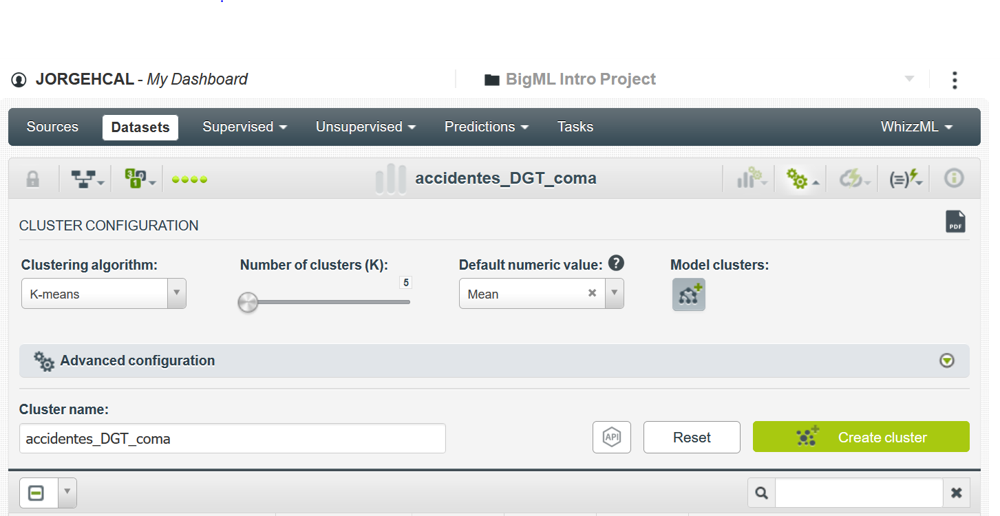 JORGEHCAL - My Dashboard
BigML Intro Project
Sources Datasets Supervised Unsupervised Predictions Tasks WhizzML
310 accidentes_DGT_coma
CLUSTER CONFIGURATION
PDF
Clustering algorithm: Number of clusters (K): Default numeric value: ? Model clusters:
5
K-means Mean
Advanced configuration
Cluster name:
accidentes_DGT_coma
API Reset Create cluster